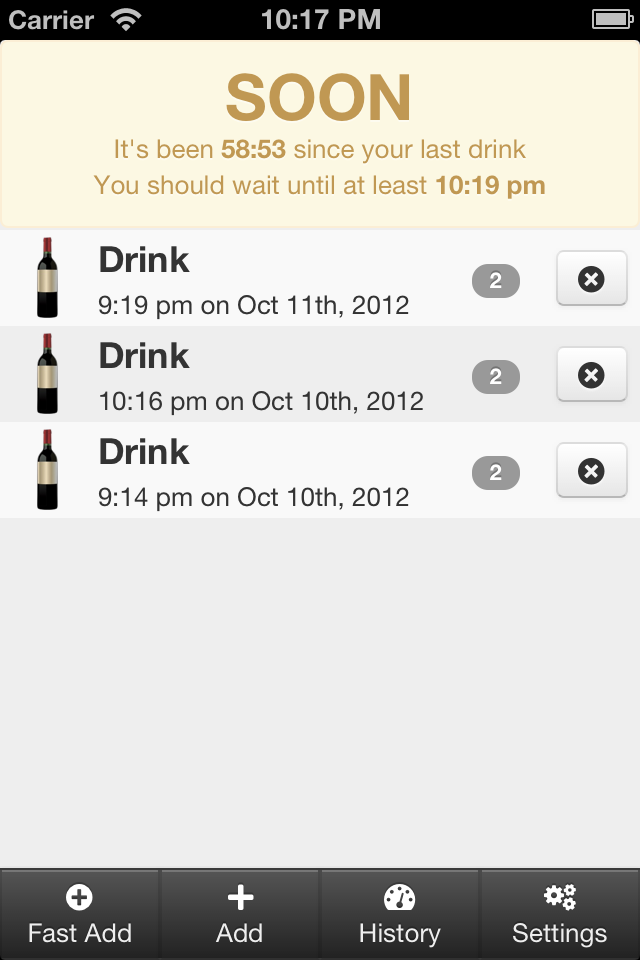 Carrier 10:17 PM
SOON
It's been 58:53 since your last drink
You should wait until at least 10:19 pm
Drink
2
9:19 pm on Oct 11th, 2012
Drink
2
10:16 pm on Oct 10th, 2012
Drink
2
9:14 pm on Oct 10th, 2012
Fast Add Add History Settings